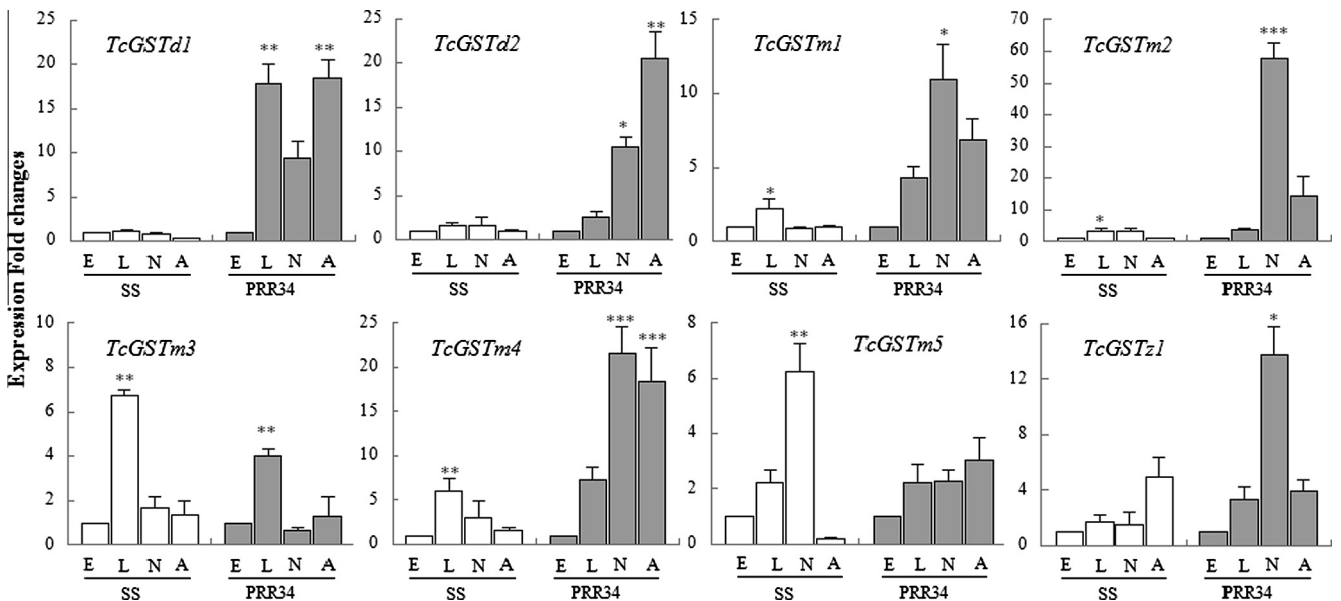 Expression Fold changes
25
20
15
10
5
0
TcGSTd1
** **
E L N A E L N A
SS PRR34
25
20
15
10
5
0
TcGSTd2
* **
E L N A E L N A
SS PRR34
15
10
5
0
TcGSTm1
* *
E L N A E L N A
SS PRR34
70
60
50
40
30
20
10
0
TcGSTm2
* ***
E L N A E L N A
SS PRR34
10
8
6
4
2
0
TcGSTm3
** **
E L N A E L N A
SS PRR34
25
20
15
10
5
0
TcGSTm4
** *** ***
E L N A E L N A
SS PRR34
8
6
4
2
0
TcGSTm5
**
E L N A E L N A
SS PRR34
16
12
8
4
0
TcGSTz1
*
E L N A E L N A
SS PRR34